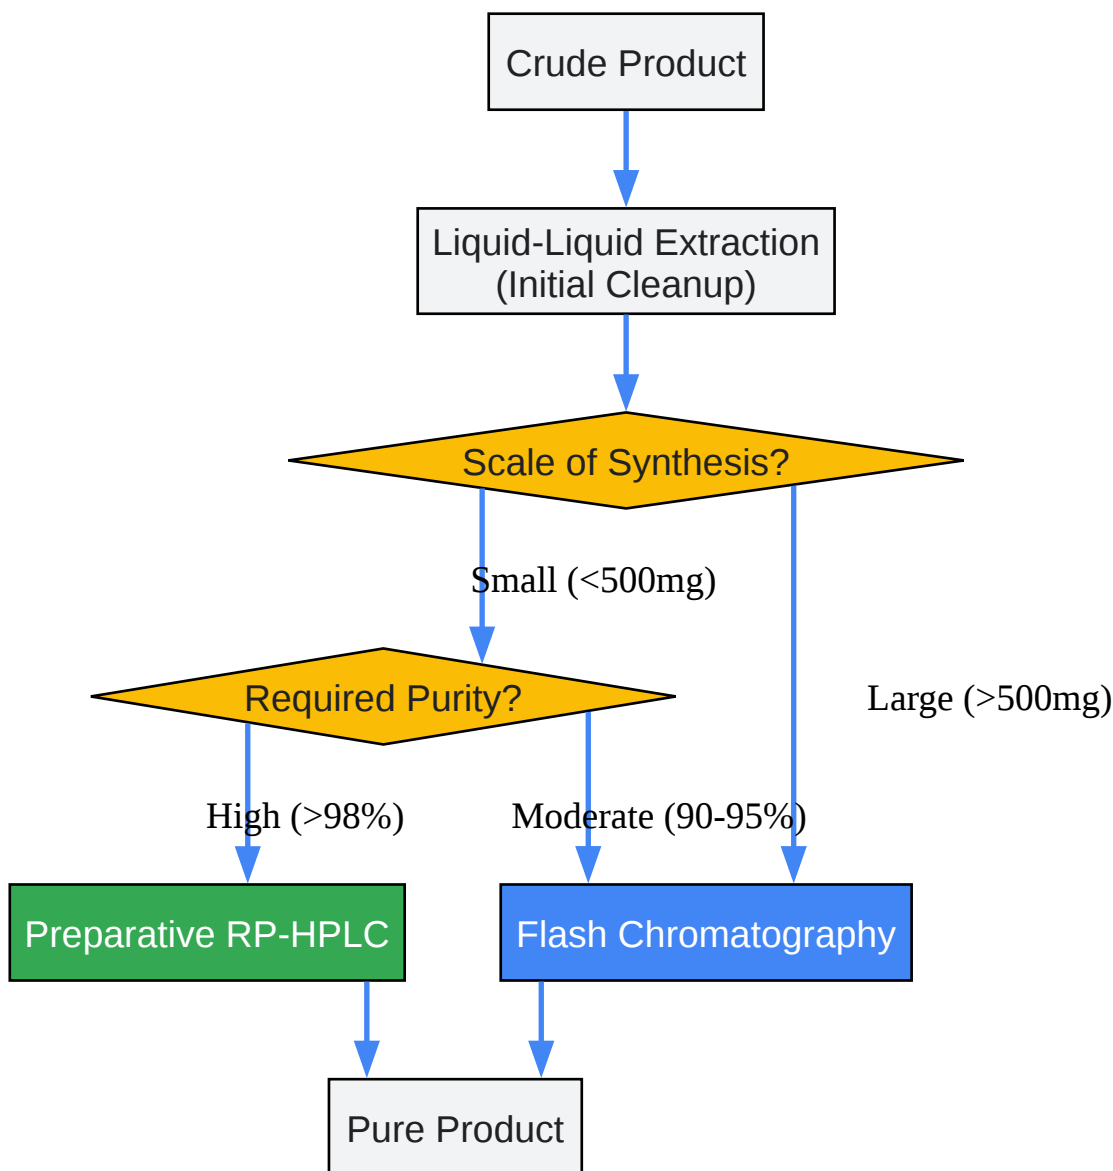 Crude Product
Liquid-Liquid Extraction
(Initial Cleanup)
Scale of Synthesis?
Small (<500mg)
Required Purity?
Large (>500mg)
High (>98%)
Moderate (90-95%)
Preparative RP-HPLC
Flash Chromatography
Pure Product